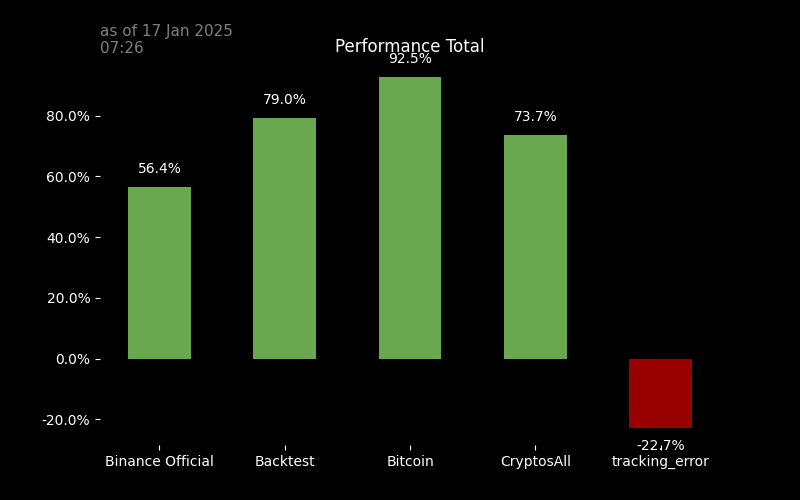 as of 17 Jan 2025
07:26
Performance Total
92.5%
79.0%
80.0%
73.7%
56.4%
60.0%
40.0%
20.0%
0.0%
-20.0%
-22.7%
Binance Official
Backtest
Bitcoin
CryptosAll
tracking_error